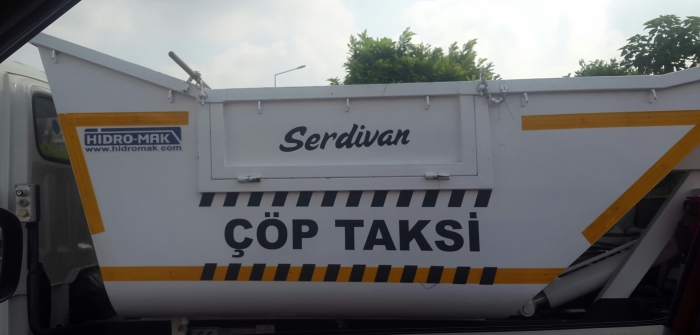 HIDRO-MAK
www.hidromak.com
Serdivan
ÇÖP TAKSİ